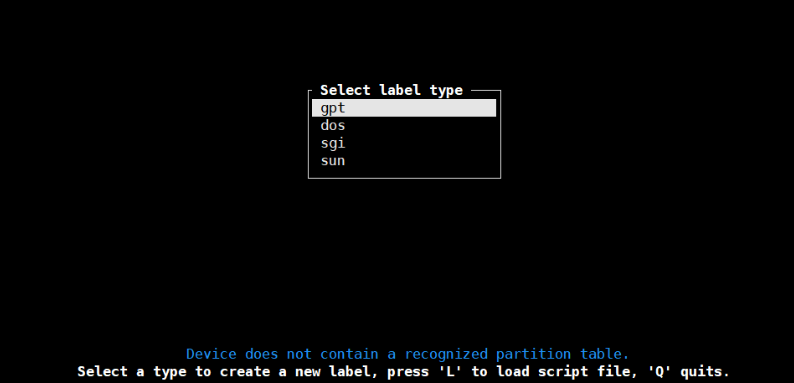 Select label type
gpt
dos
sgi
sun
Device does not contain a recognized partition table.
Select a type to create a new label, press 'L' to load script file, 'Q' quits.